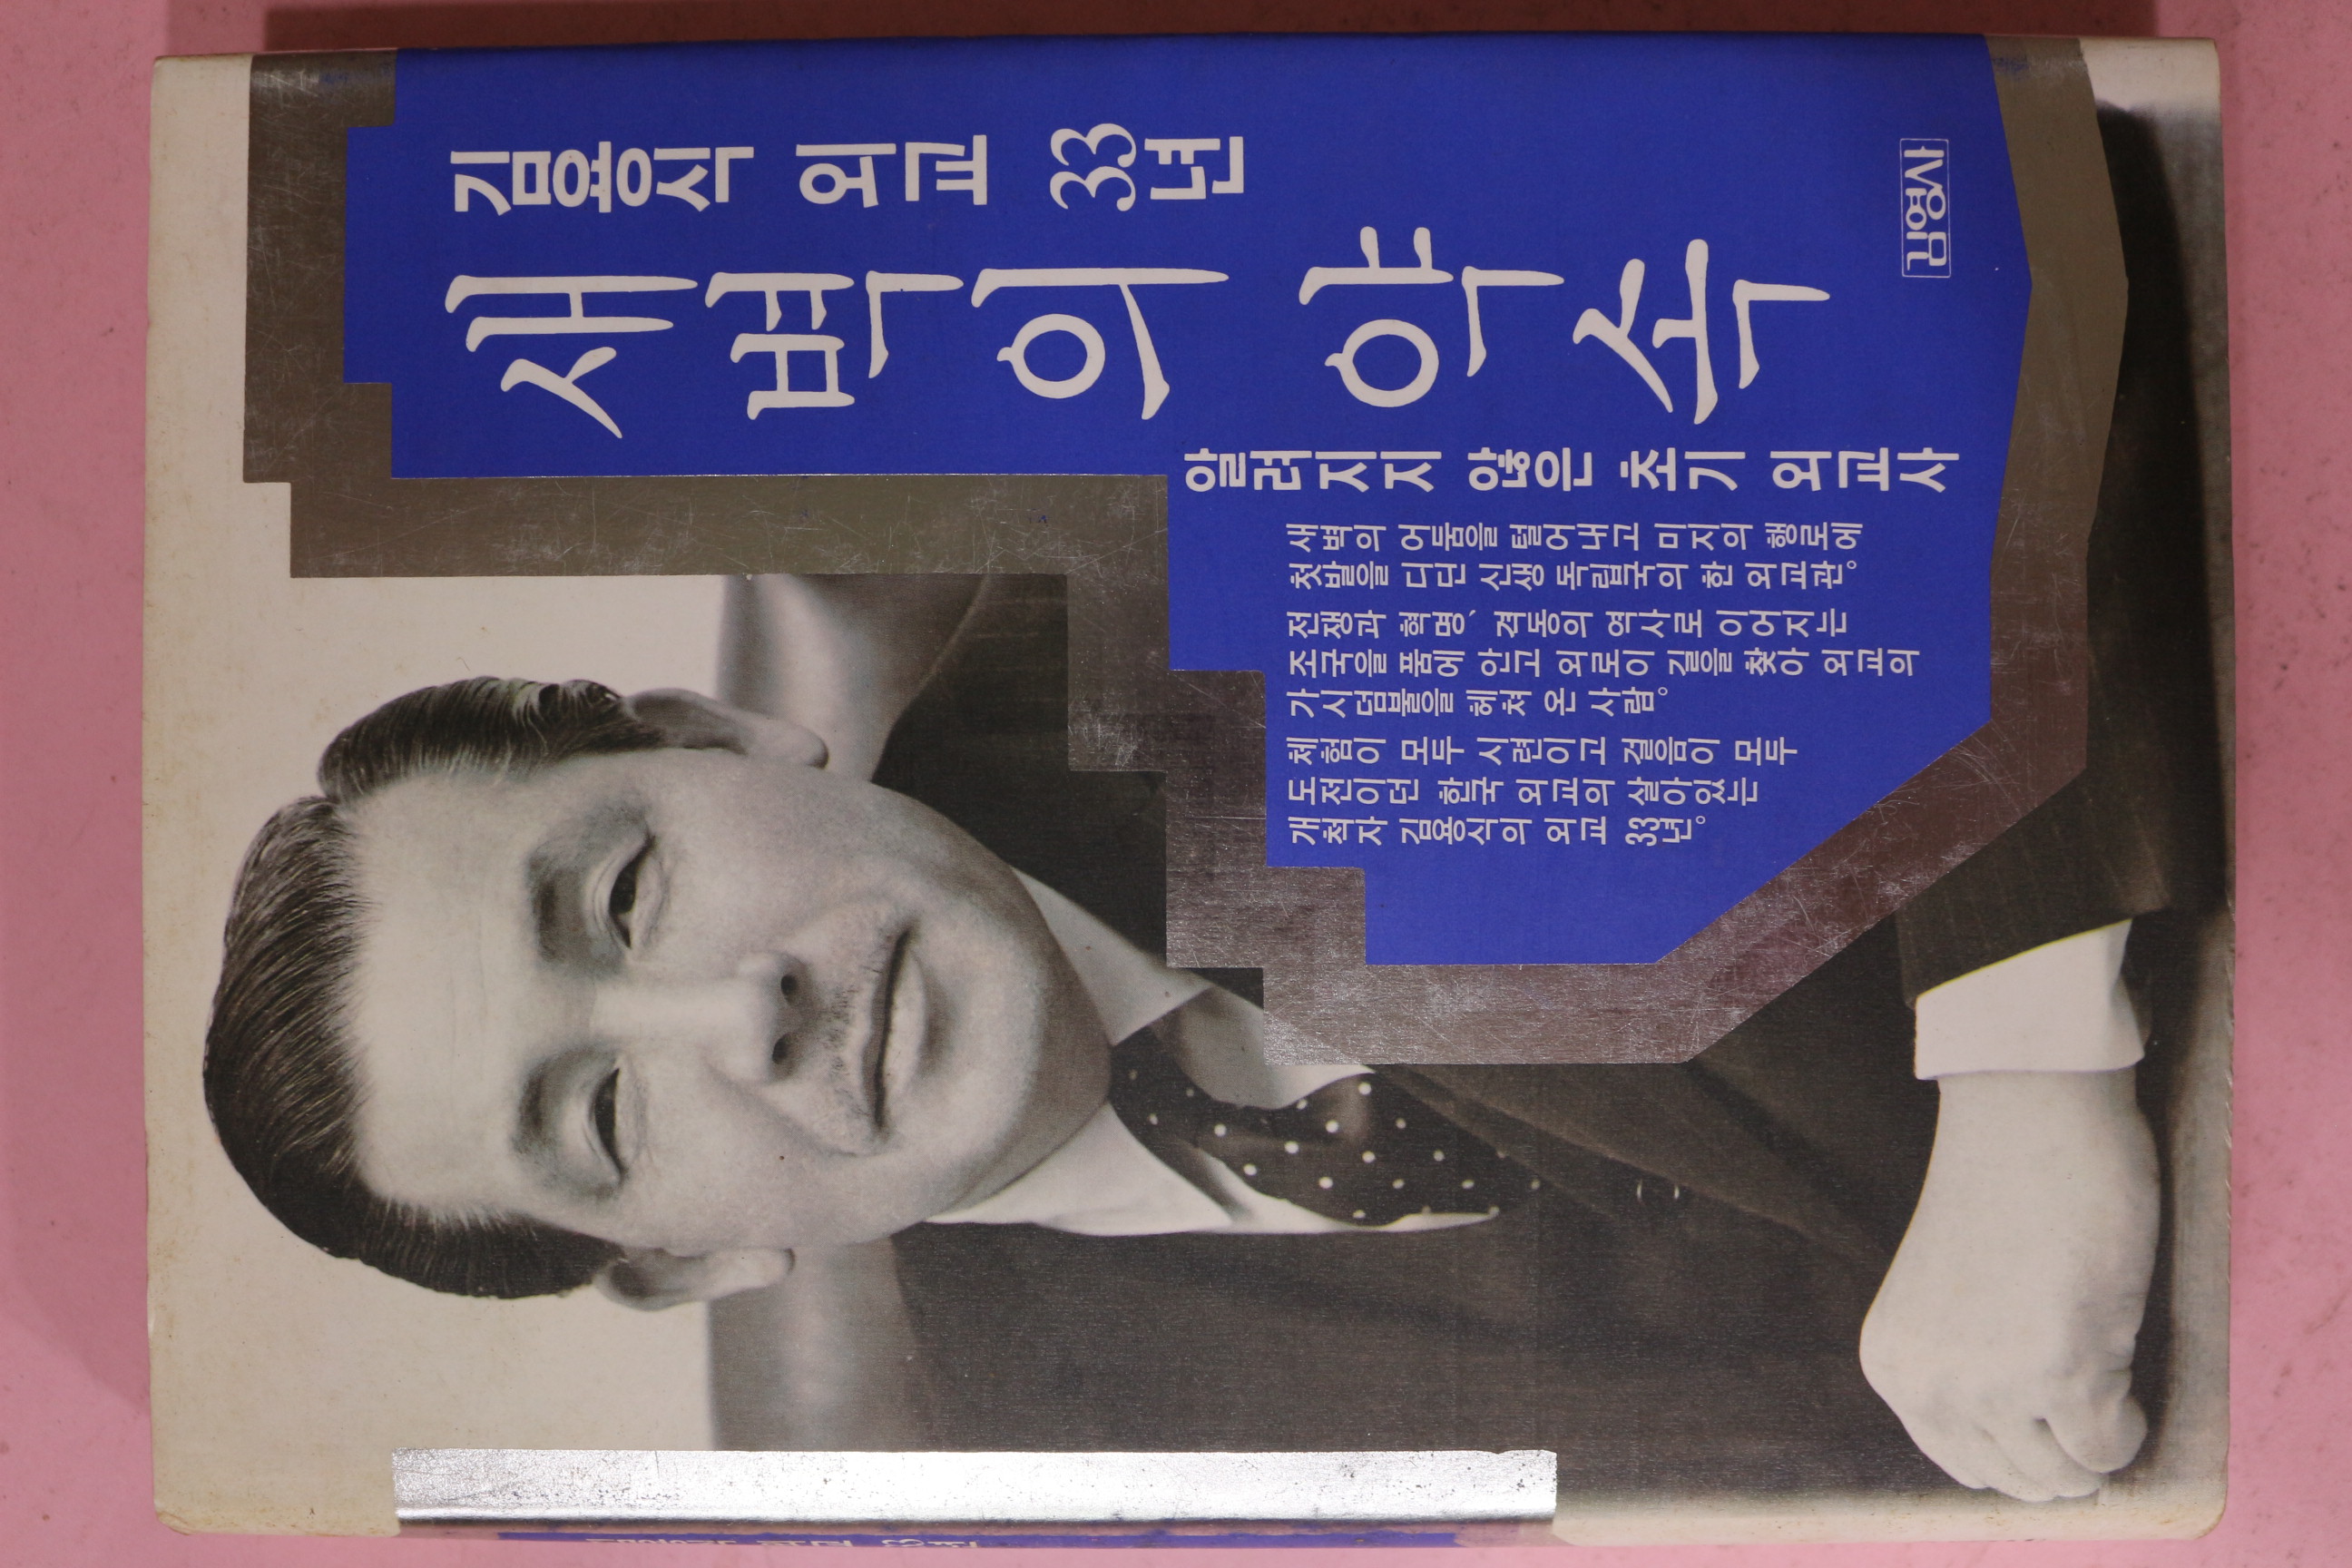 김용식 외교 33년
새벽의 약속
알려지지 않은 초기 외교사
새벽의 어둠을 털어내고 미지의 행로에
첫발을 디딘 신생 독립국의 한 외교관。
전쟁과 혁명、격동의 역사로 이어지는
조국을 품에 안고 외로이 길을 찾아 외교의
가시덤불을 헤쳐 온 사람。
체험이 모두 시련이고 걸음이 모두
도전이던 한국 외교의 살아있는
개척자 김용식의 외교 33년。
김영사